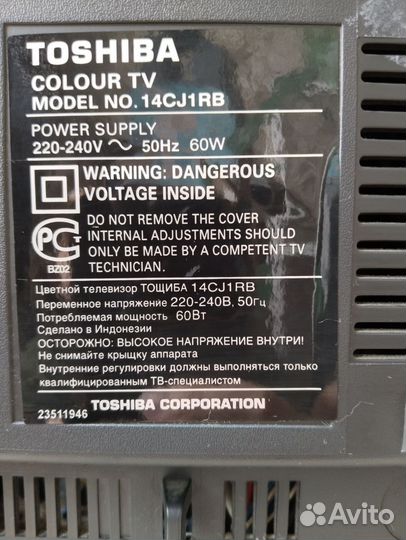 TOSHIBA
COLOUR TV
MODEL NO. 14CJ1RB
POWER SUPPLY
220-240V ~ 50Hz 60W
WARNING: DANGEROUS
VOLTAGE INSIDE
DO NOT REMOVE THE COVER
INTERNAL ADJUSTMENTS SHOULD
ONLY BE MADE BY A COMPETENT TV
TECHNICIAN.
PG
BZ02
Цветной телевизор ТОЩИБА 14CJ1RB
Переменное напряжение 220-240В, 50Гц
Потребляемая мощность 60Вт
Сделано в Индонезии
ОСТОРОЖНО: ВЫСОКОЕ НАПРЯЖЕНИЕ ВНУТРИ!
Не снимайте крыщку аппарата
Внутренние регулировки должны выполняться только
квалифицированным ТВ-специалистом
23511946 TOSHIBA CORPORATION
Avito